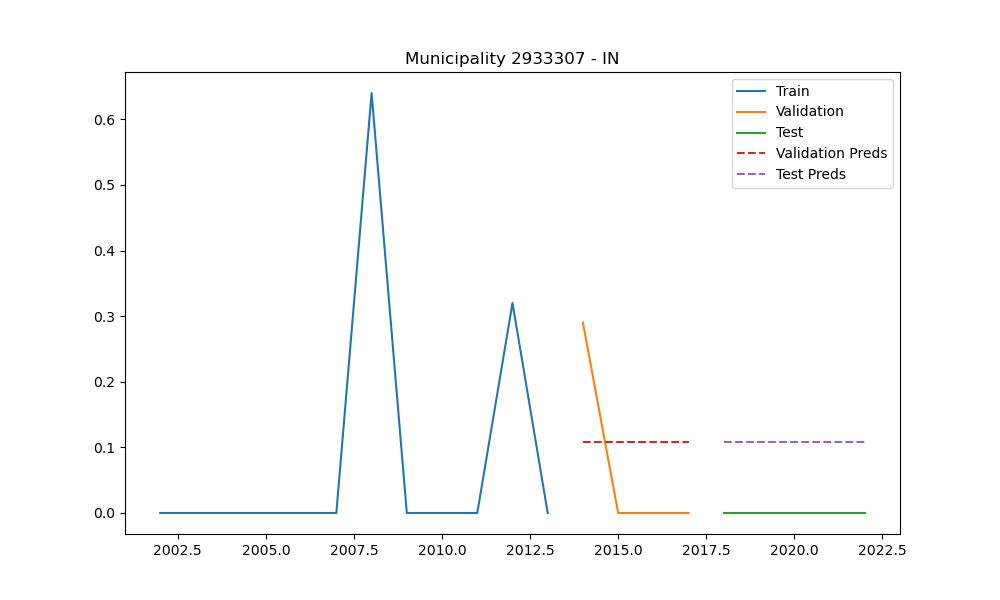 Municipality 2933307 - IN
Train
Validation
Test
Validation Preds
Test Preds
0.6
0.5
0.4
0.3
0.2
0.1
0.0
2002.5 2005.0 2007.5 2010.0 2012.5 2015.0 2017.5 2020.0 2022.5